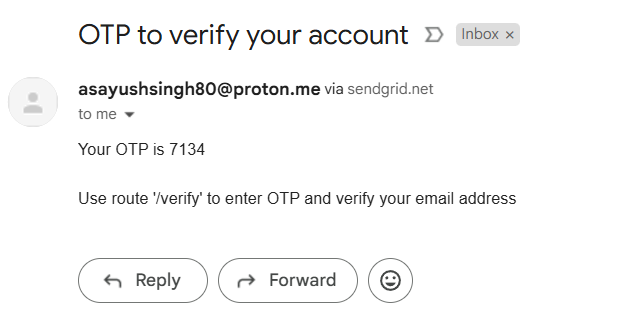 OTP to verify your account Inbox ×
asayushsingh80@proton.me via sendgrid.net
to me
Your OTP is 7134
Use route '/verify' to enter OTP and verify your email address
Reply Forward